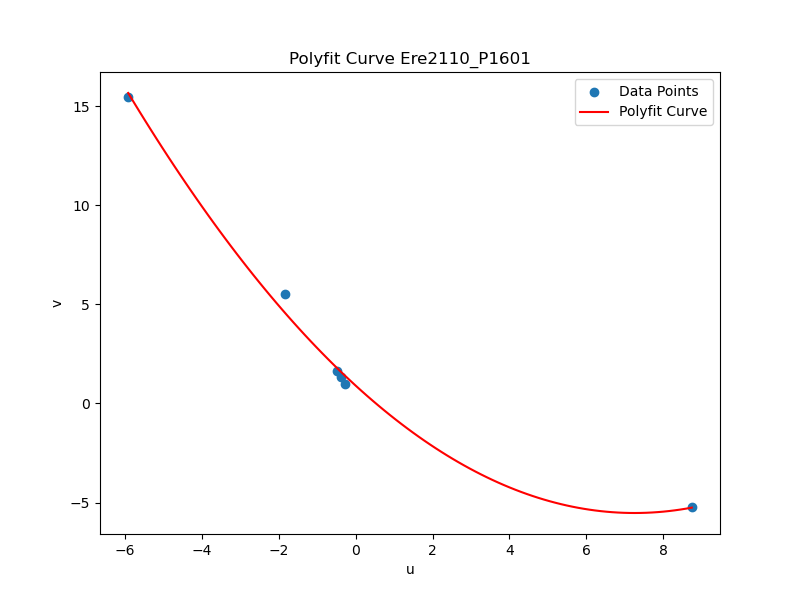 Polyfit Curve Ere2110_P1601
Data Points
Polyfit Curve
15
10
5
0
−5
v
−6 −4 −2 0 2 4 6 8
u